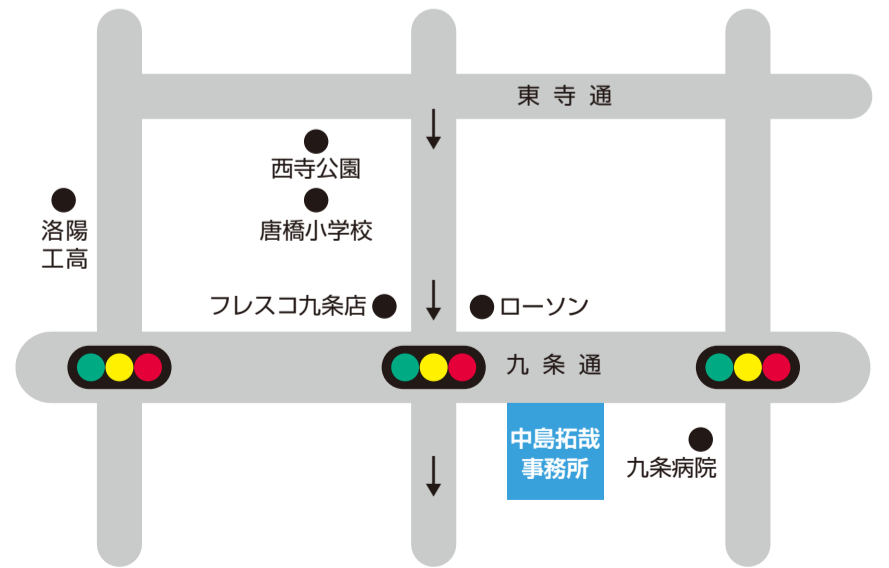 東寺通
西寺公園
洛陽
工高
唐橋小学校
フレスコ九条店
ローソン
九条通
中島拓哉
事務所
九条病院